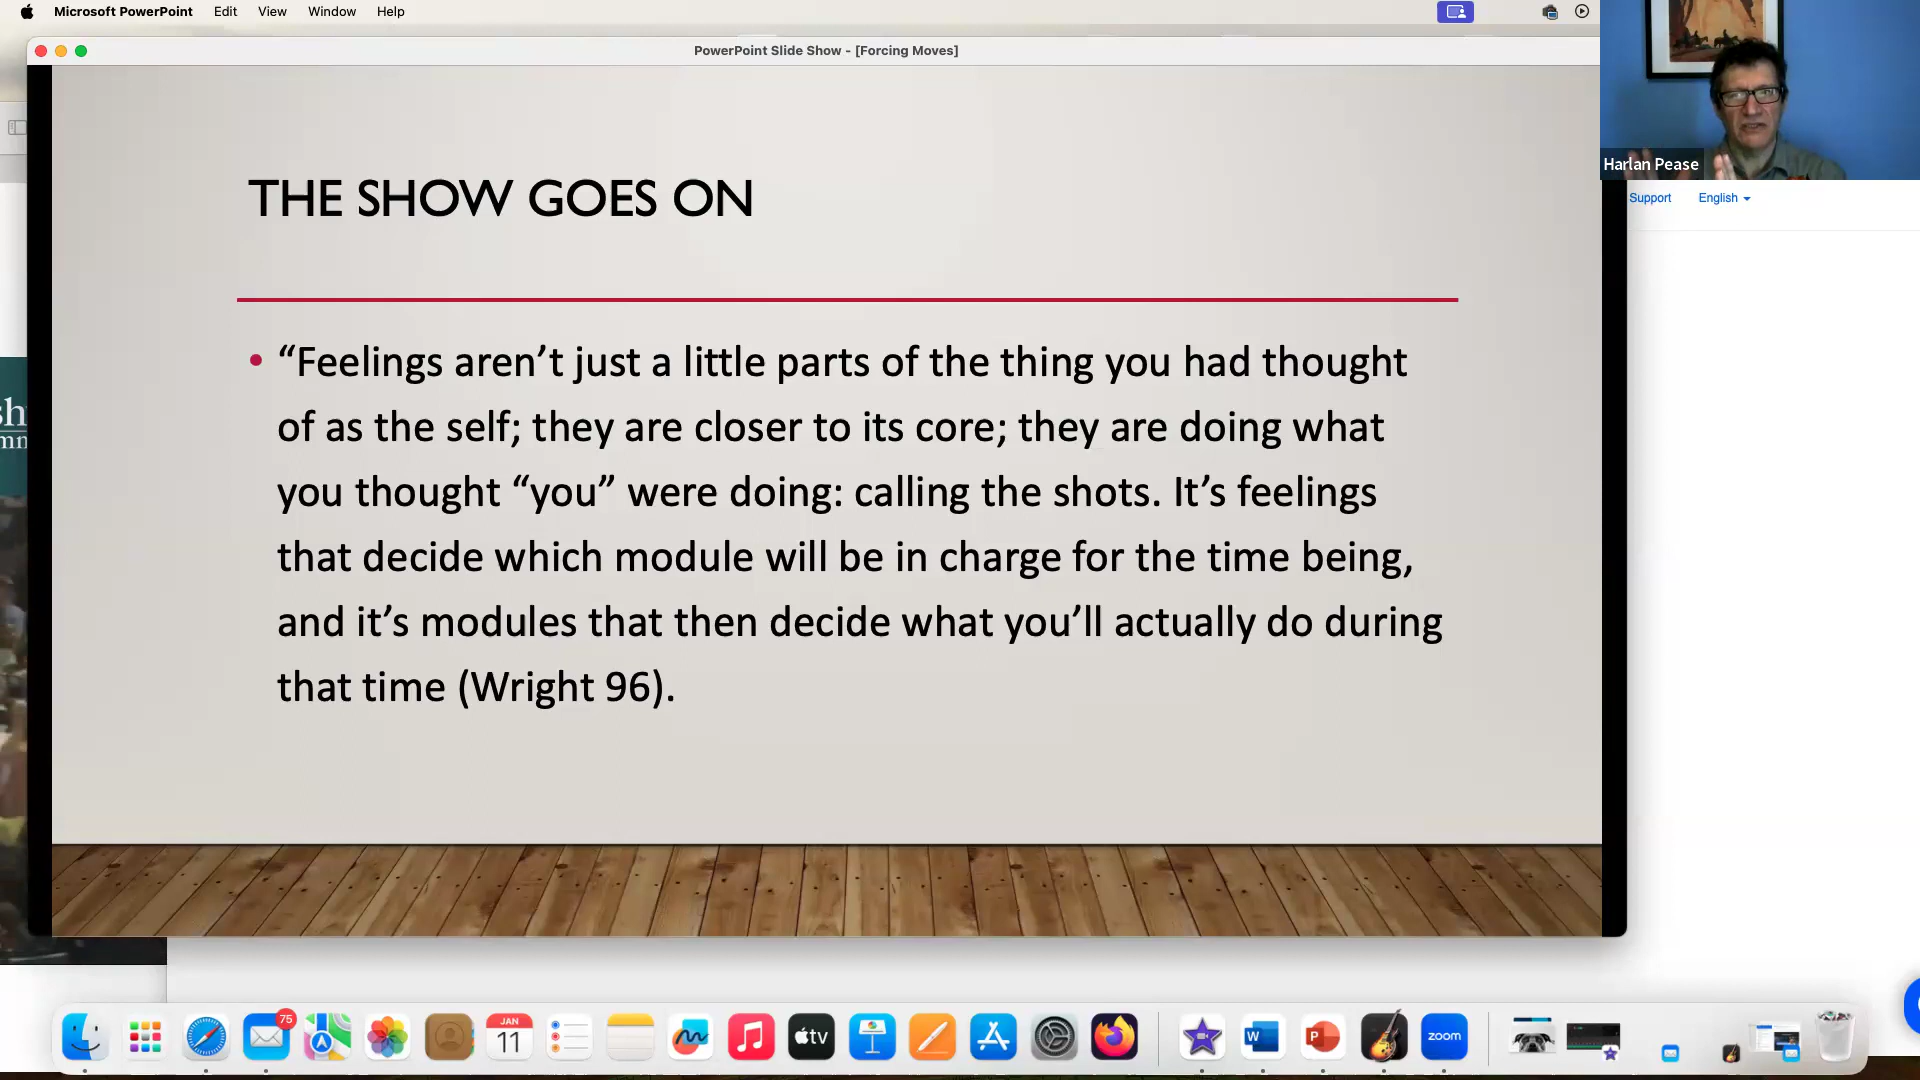 Microsoft PowerPoint Edit View Window Help
PowerPoint Slide Show - [Forcing Moves]
Harlan Pease
Support English
THE SHOW GOES ON
• “Feelings aren’t just a little parts of the thing you had thought
of as the self; they are closer to its core; they are doing what
you thought “you” were doing: calling the shots. It’s feelings
that decide which module will be in charge for the time being,
and it’s modules that then decide what you’ll actually do during
that time (Wright 96).
75
JAN
11
tv
W
P
zoom